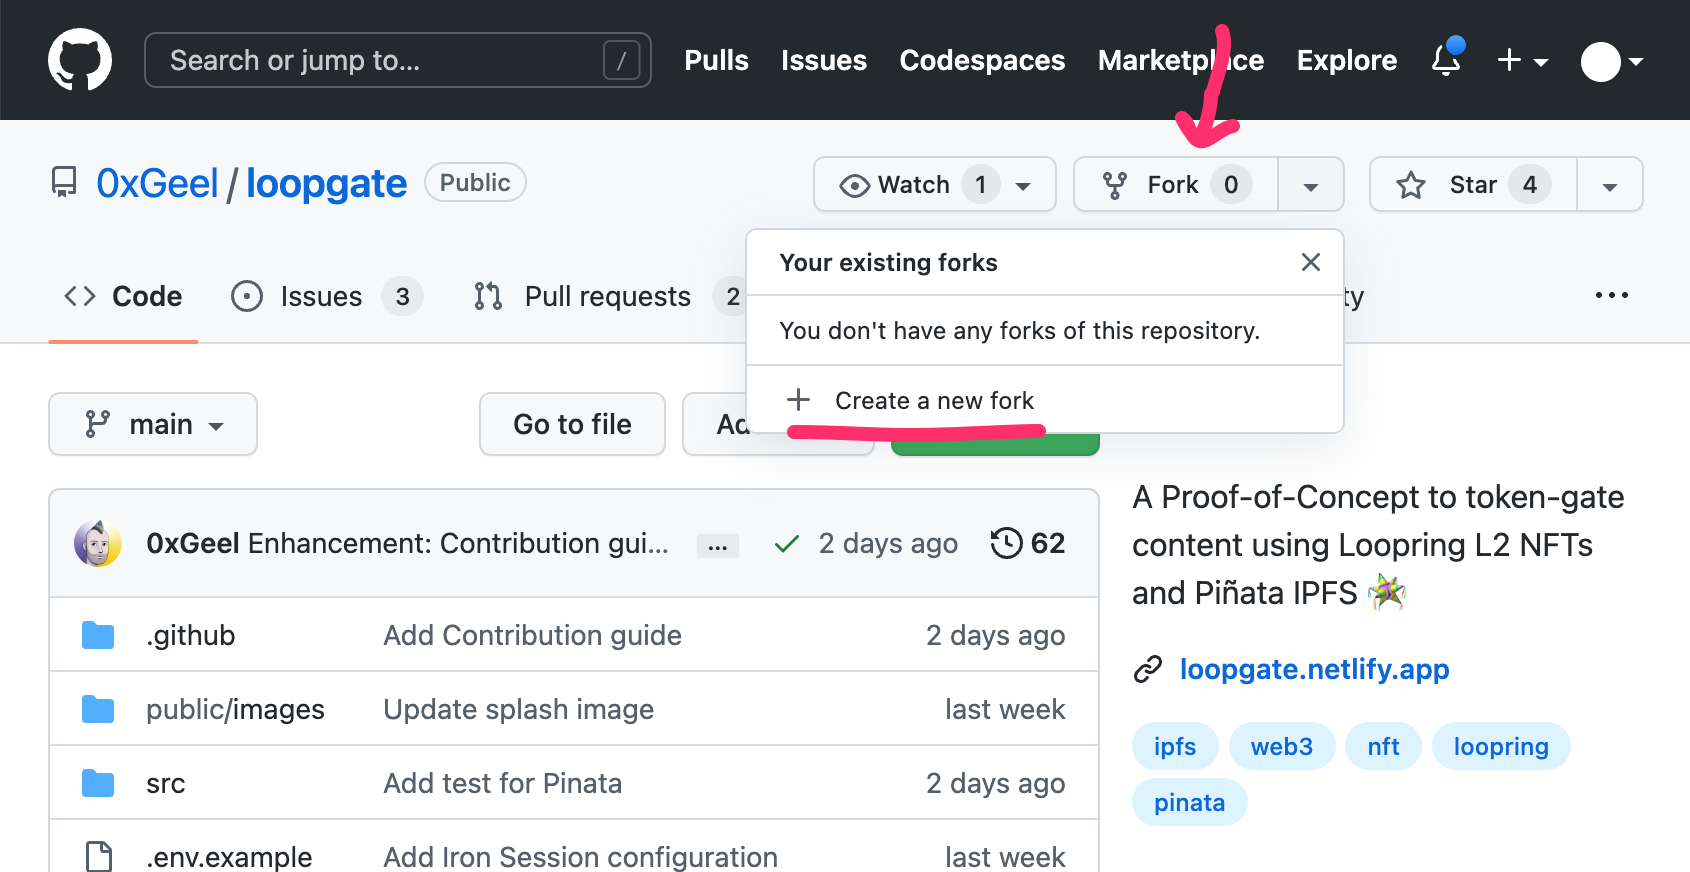 Search or jump to... /
Pulls Issues Codespaces Marketplace Explore
0xGeel / loopgate Public
Watch 1 Fork 0 Star 4
Your existing forks
Code Issues 3 Pull requests 2
You don't have any forks of this repository.
Create a new fork
main Go to file
0xGeel Enhancement: Contribution gui... ... 2 days ago 62
.github Add Contribution guide 2 days ago
public/images Update splash image last week
src Add test for Pinata 2 days ago
.env.example Add Iron Session configuration last week
A Proof-of-Concept to token-gate
content using Loopring L2 NFTs
and Piñata IPFS
loopgate.netlify.app
ipfs web3 nft loopring
pinata